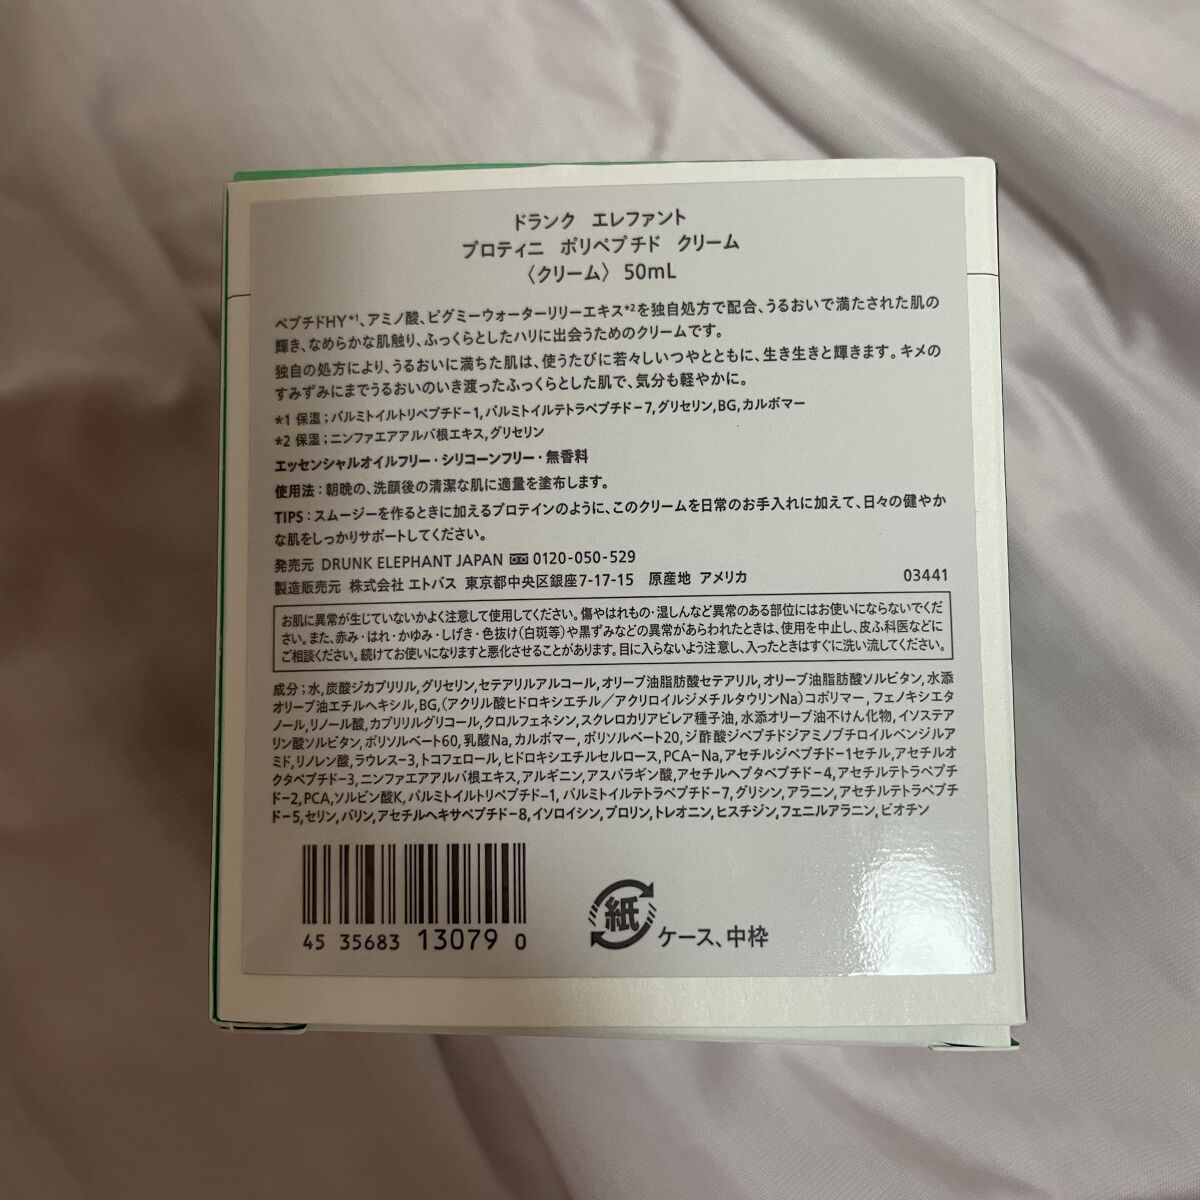 ドランク エレファント
プロティニ ポリペプチド クリーム
〈クリーム〉 50mL
ペプチドHY*1、アミノ酸、ピグミーウォーターリリーエキス*2を独自処方で配合、うるおいで満たされた肌の
輝き、なめらかな肌触り、ふっくらとしたハリに出会うためのクリームです。
独自の処方により、うるおいに満ちた肌は、使うたびに若々しいつやとともに、生き生きと輝きます。キメの
すみずみにまでうるおいのいき渡ったふっくらとした肌で、気分も軽やかに。
*1 保湿；パルミトイルトリペプチド-1,パルミトイルテトラペプチド-7,グリセリン,BG,カルボマー
*2 保湿；ニンファエアアルバ根エキス,グリセリン
エッセンシャルオイルフリー・シリコーンフリー・無香料
使用法：朝晩の、洗顔後の清潔な肌に適量を塗布します。
TIPS：スムージーを作るときに加えるプロテインのように、このクリームを日常のお手入れに加えて、日々の健やか
な肌をしっかりサポートしてください。
発売元 DRUNK ELEPHANT JAPAN 0120-050-529
製造販売元 株式会社 エトバス 東京都中央区銀座7-17-15 原産地 アメリカ 03441
お肌に異常が生じていないかよく注意して使用してください。傷やはれもの・湿しんなど異常のある部位にはお使いにならないでくだ
さい。また、赤み・はれ・かゆみ・しげき・色抜け(白斑等)や黒ずみなどの異常があらわれたときは、使用を中止し、皮ふ科医などに
ご相談ください。続けてお使いになりますと悪化させることがあります。目に入らないよう注意し、入ったときはすぐに洗い流してください。
成分；水,炭酸ジカプリリル,グリセリン,セテアリルアルコール,オリーブ油脂肪酸セテアリル,オリーブ油脂肪酸ソルビタン,水添
オリーブ油エチルヘキシル,BG,(アクリル酸ヒドロキシエチル／アクリロイルジメチルタウリンNa)コポリマー,フェノキシエタ
ノール,リノール酸,カプリリルグリコール,クロルフェネシン,スクレロカリアビレア種子油,水添オリーブ油不けん化物,イソステア
リン酸ソルビタン,ポリソルベート60,乳酸Na,カルボマー,ポリソルベート20,ジ酢酸ジペプチドジアミノブチロイルベンジルア
ミド,リノレン酸,ラウレス-3,トコフェロール,ヒドロキシエチルセルロース,PCA-Na,アセチルジペプチド-1セチル,アセチルオ
クタペプチド-3,ニンファエアアルバ根エキス,アルギニン,アスパラギン酸,アセチルヘプタペプチド-4,アセチルテトラペプチ
ド-2,PCA,ソルビン酸K,パルミトイルトリペプチド-1,パルミトイルテトラペプチド-7,グリシン,アラニン,アセチルテトラペプチ
ド-5,セリン,バリン,アセチルヘキサペプチド-8,イソロイシン,プロリン,トレオニン,ヒスチジン,フェニルアラニン,ビオチン
45 35683 13079 0
紙 ケース、中枠